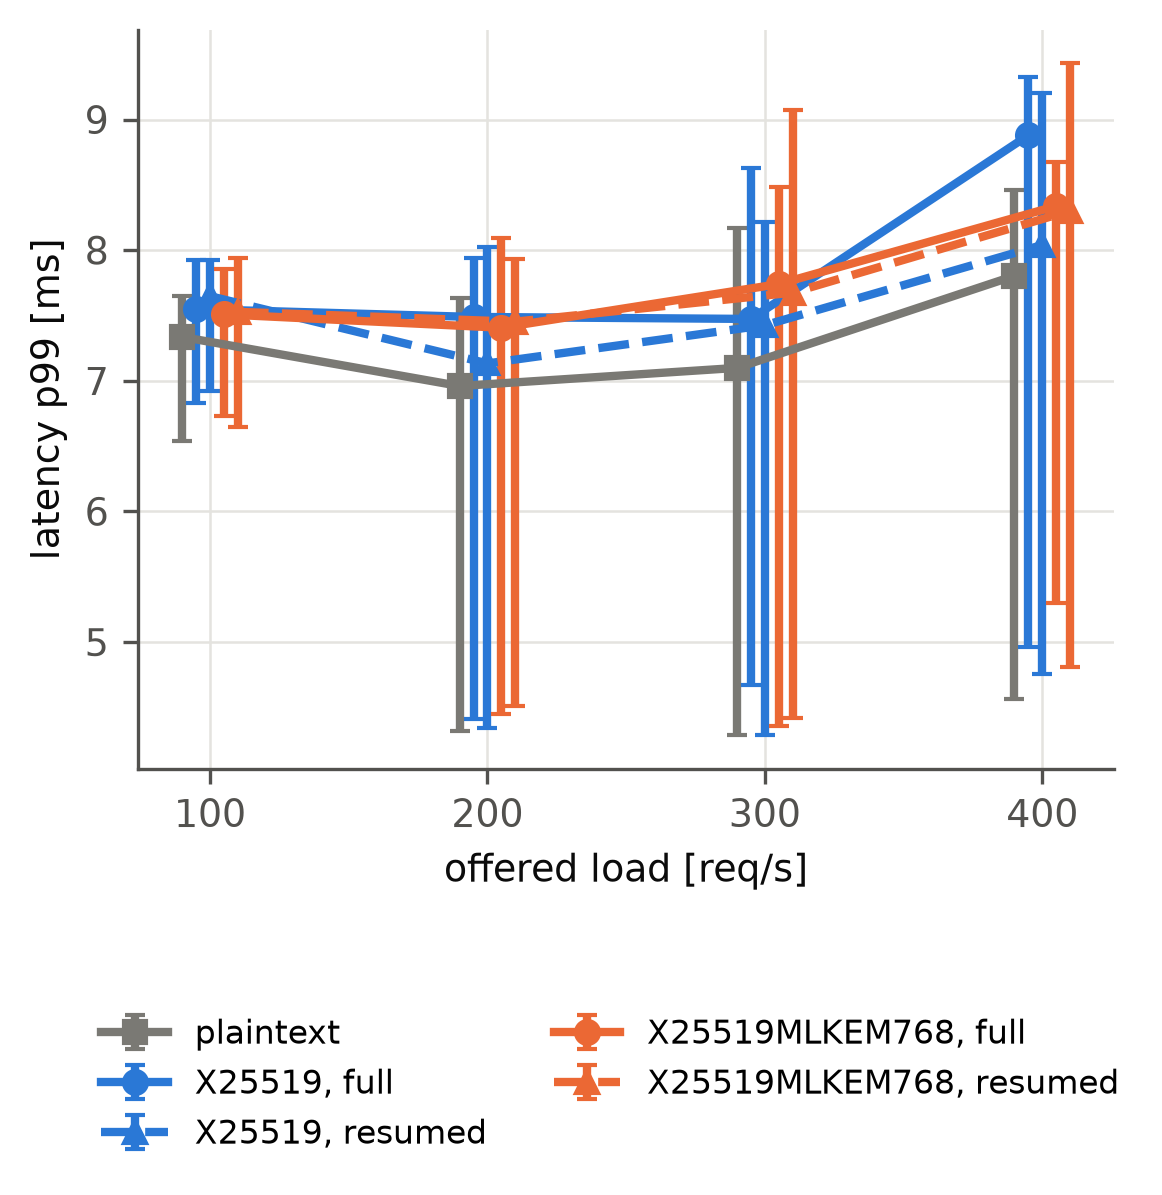 latency p99 [ms]
9
8
7
6
5
100 200 300 400
offered load [req/s]
plaintext
X25519, full
X25519, resumed
X25519MLKEM768, full
X25519MLKEM768, resumed